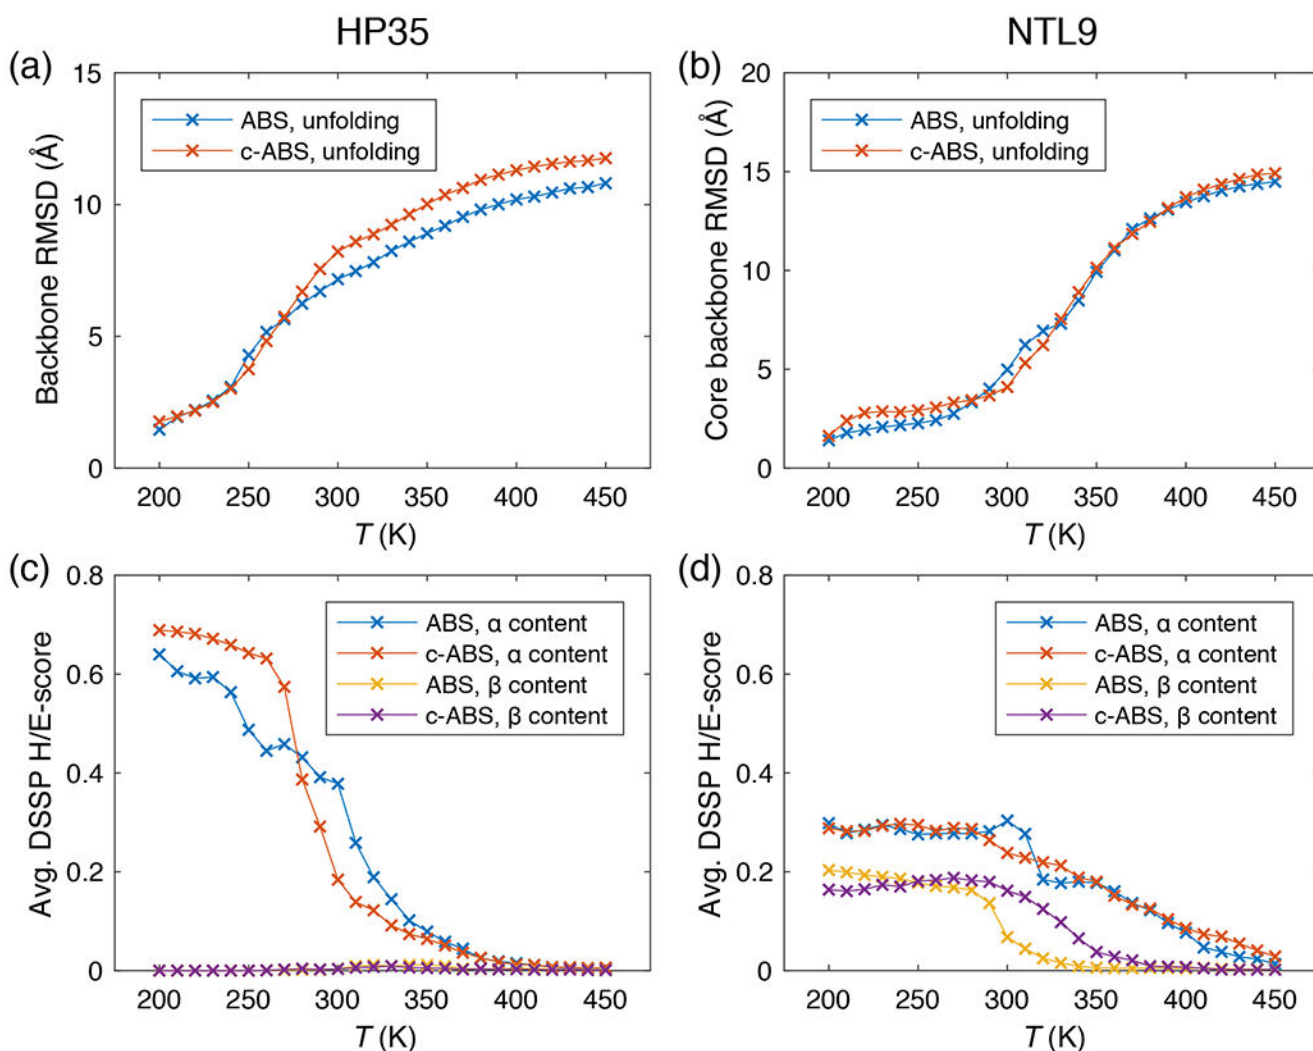 HP35
NTL9
(a)
15
10
5
0
Backbone RMSD (Å)
ABS, unfolding
c-ABS, unfolding
200 250 300 350 400 450
T (K)
(b)
20
15
10
5
0
Core backbone RMSD (Å)
ABS, unfolding
c-ABS, unfolding
200 250 300 350 400 450
T (K)
(c)
0.8
0.6
0.4
0.2
0
Avg. DSSP H/E-score
ABS, α content
c-ABS, α content
ABS, β content
c-ABS, β content
200 250 300 350 400 450
T (K)
(d)
0.8
0.6
0.4
0.2
0
Avg. DSSP H/E-score
ABS, α content
c-ABS, α content
ABS, β content
c-ABS, β content
200 250 300 350 400 450
T (K)